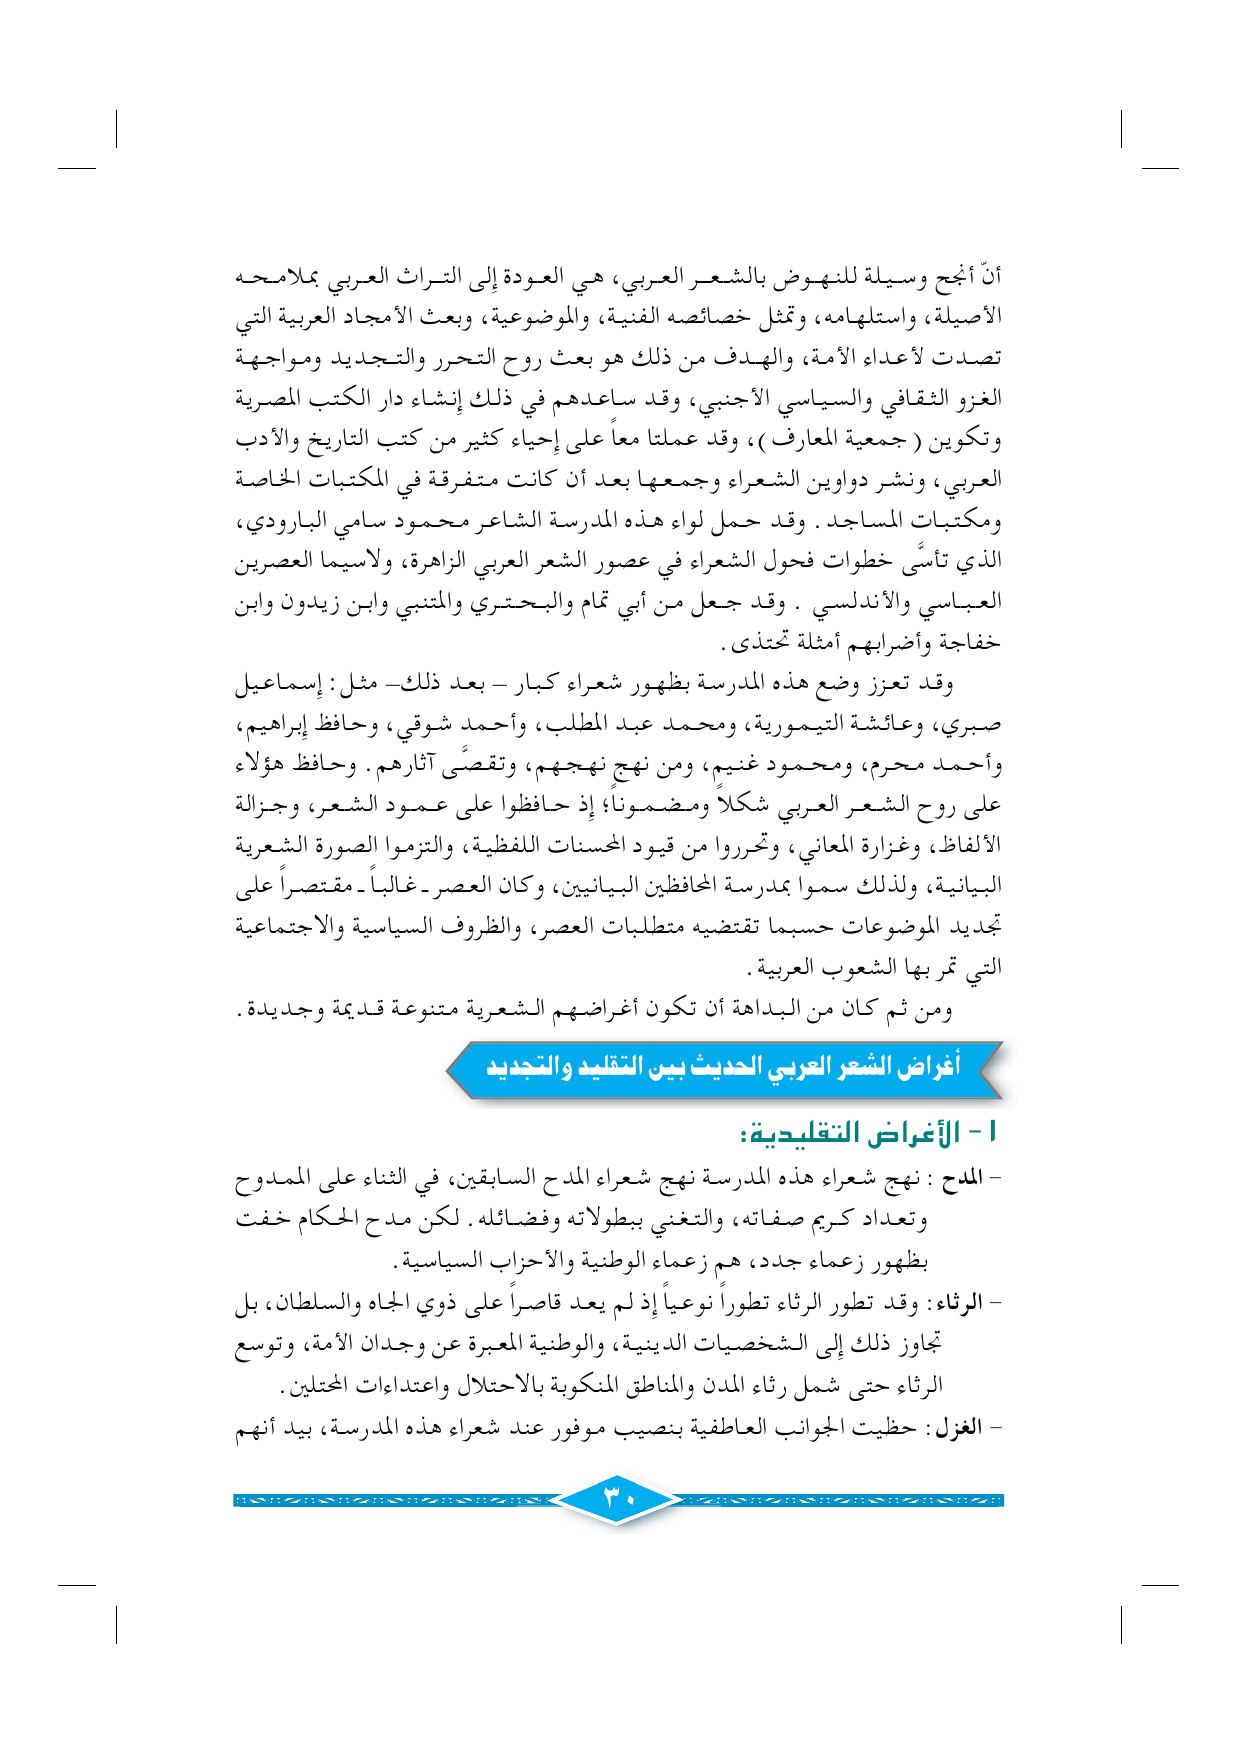 أنّ أنجح وسيلة للنهوض بالشعر العربي، هي العودة إلى التراث العربي بملامحه
الأصيلة، واستلهامه، وتمثل خصائصه الفنية، والموضوعية، وبعث الأمجاد العربية التي
تصدت لأعداء الأمة، والهدف من ذلك هو بعث روح التحرر والتجديد ومواجهة
الغزو الثقافي والسياسي الأجنبي، وقد ساعدهم في ذلك إنشاء دار الكتب المصرية
وتكوين (جمعية المعارف)، وقد عملتا معاً على إحياء كثير من كتب التاريخ والأدب
العربي، ونشر دواوين الشعراء وجمعها بعد أن كانت متفرقة في المكتبات الخاصة
ومكتبات المساجد. وقد حمل لواء هذه المدرسة الشاعر محمود سامي البارودي،
الذي تأسَّى خطوات فحول الشعراء في عصور الشعر العربي الزاهرة، ولاسيما العصرين
العباسي والأندلسي . وقد جعل من أبي تمام والبحتري والمتنبي وابن زيدون وابن
خفاجة وأضرابهم أمثلة تحتذى.
وقد تعزز وضع هذه المدرسة بظهور شعراء كبار – بعد ذلك– مثل: إسماعيل
صبري، وعائشة التيمورية، ومحمد عبد المطلب، وأحمد شوقي، وحافظ إبراهيم،
وأحمد محرم، ومحمود غنيم، ومن نهج نهجهم، وتقصَّى آثارهم. وحافظ هؤلاء
على روح الشعر العربي شكلاً ومضموناً؛ إذ حافظوا على عمود الشعر، وجزالة
الألفاظ، وغزارة المعاني، وتحرروا من قيود المحسنات اللفظية، والتزموا الصورة الشعرية
البيانية، ولذلك سموا بمدرسة المحافظين البيانيين، وكان العصر ـ غالباً ـ مقتصراً على
تجديد الموضوعات حسبما تقتضيه متطلبات العصر، والظروف السياسية والاجتماعية
التي تمر بها الشعوب العربية.
ومن ثم كان من البداهة أن تكون أغراضهم الشعرية متنوعة قديمة وجديدة.
أغراض الشعر العربي الحديث بين التقليد والتجديد
١ - الأغراض التقليدية:
– المدح : نهج شعراء هذه المدرسة نهج شعراء المدح السابقين، في الثناء على الممدوح
وتعداد كريم صفاته، والتغني ببطولاته وفضائله. لكن مدح الحكام خفت
بظهور زعماء جدد، هم زعماء الوطنية والأحزاب السياسية.
– الرثاء: وقد تطور الرثاء تطوراً نوعياً إذ لم يعد قاصراً على ذوي الجاه والسلطان، بل
تجاوز ذلك إلى الشخصيات الدينية، والوطنية المعبرة عن وجدان الأمة، وتوسع
الرثاء حتى شمل رثاء المدن والمناطق المنكوبة بالاحتلال واعتداءات المحتلين.
– الغزل: حظيت الجوانب العاطفية بنصيب موفور عند شعراء هذه المدرسة، بيد أنهم
٣٠